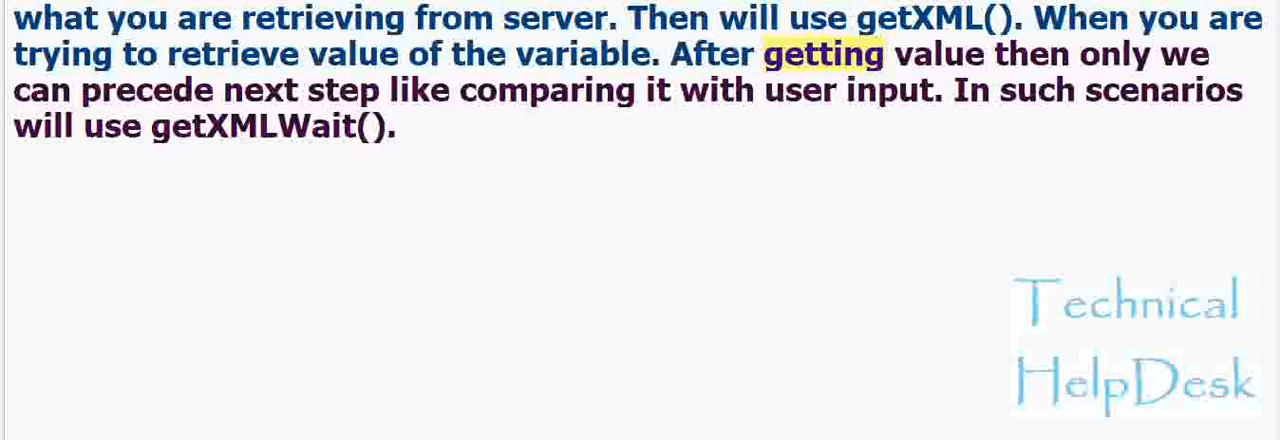 what you are retrieving from server. Then will use getXML(). When you are
trying to retrieve value of the variable. After getting value then only we
can precede next step like comparing it with user input. In such scenarios
will use getXMLWait().
Technical
HelpDesk